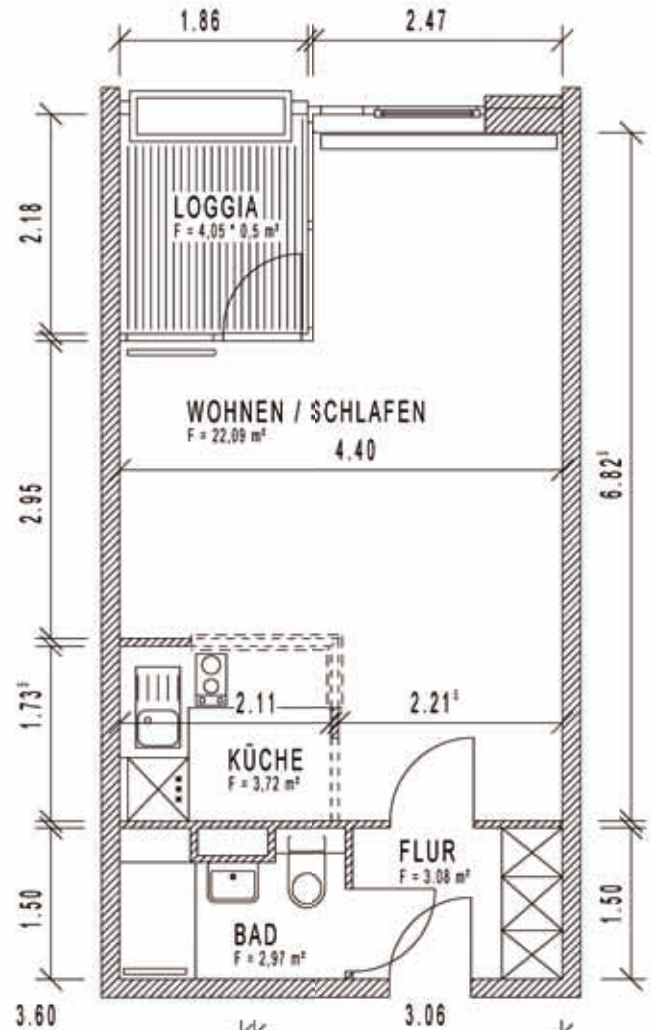 1.86 2.47
LOGGIA
F = 4,05 * 0,5 m²
2.18
WOHNEN / SCHLAFEN
F = 22,09 m²
4.40
2.95
6.82⁵
1.73⁵
2.11 2.21⁵
KÜCHE
F = 3,72 m²
FLUR
F = 3.08 m²
1.50 1.50
BAD
F = 2,97 m²
3.60 3.06